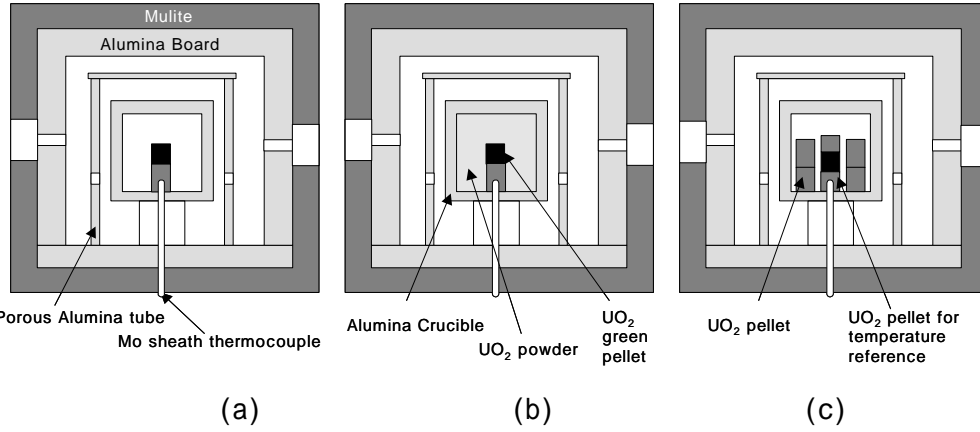 Mulite
Alumina Board
Porous Alumina tube
Mo sheath thermocouple
(a)
Alumina Crucible
UO₂ powder
UO₂
green
pellet
(b)
UO₂ pellet
UO₂ pellet for
temperature
reference
(c)